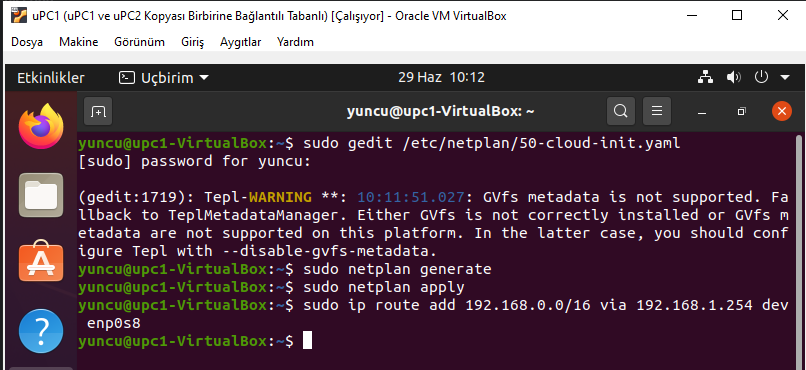 uPC1 (uPC1 ve uPC2 Kopyası Birbirine Bağlantılı Tabanlı) [Çalışıyor] - Oracle VM VirtualBox
Dosya Makine Görünüm Giriş Aygıtlar Yardım
Etkinlikler Uçbirim 29 Haz 10:12
yuncu@upc1-VirtualBox: ~
yuncu@upc1-VirtualBox:~$ sudo gedit /etc/netplan/50-cloud-init.yaml
[sudo] password for yuncu:
(gedit:1719): Tepl-WARNING **: 10:11:51.027: GVfs metadata is not supported. Fa
llback to TeplMetadataManager. Either GVfs is not correctly installed or GVfs m
etadata are not supported on this platform. In the latter case, you should conf
igure Tepl with --disable-gvfs-metadata.
yuncu@upc1-VirtualBox:~$ sudo netplan generate
yuncu@upc1-VirtualBox:~$ sudo netplan apply
yuncu@upc1-VirtualBox:~$ sudo ip route add 192.168.0.0/16 via 192.168.1.254 dev
enp0s8
yuncu@upc1-VirtualBox:~$